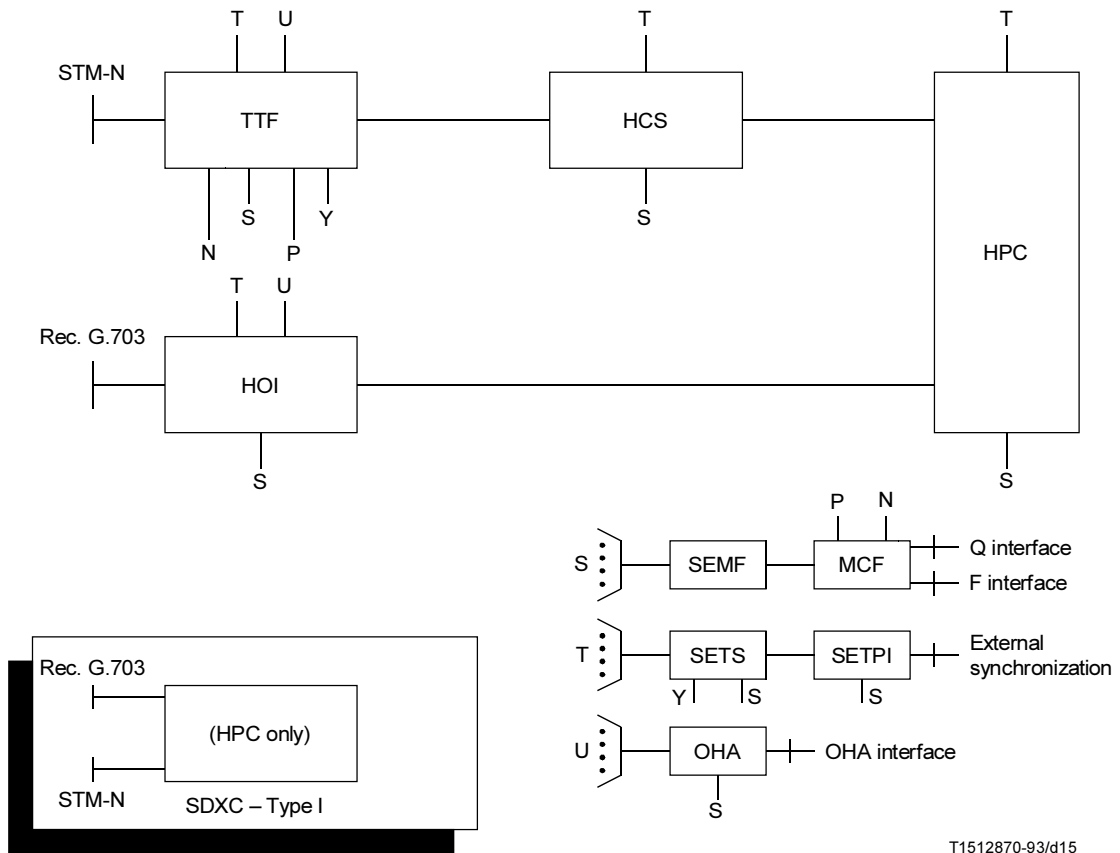 T U T T
STM-N
TTF HCS
S Y S
N P
HPC
T U
Rec. G.703
HOI
S S
P N
S SEMF MCF Q interface
F interface
T SETS SETPI External
synchronization
Y S S
U OHA OHA interface
S
Rec. G.703
(HPC only)
STM-N
SDXC – Type I
T1512870-93/d15